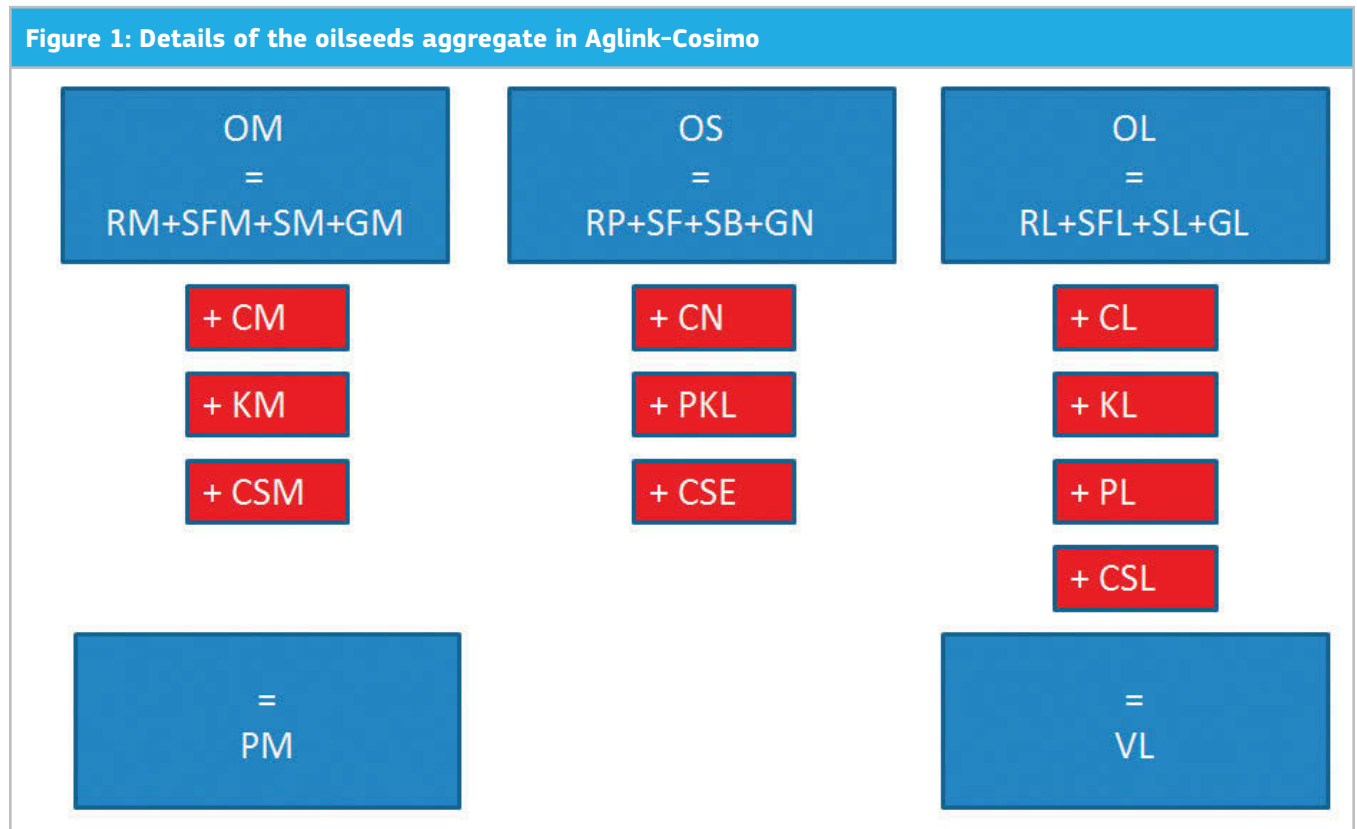 Figure 1: Details of the oilseeds aggregate in Aglink-Cosimo
OM
=
RM+SFM+SM+GM
+ CM
+ KM
+ CSM
=
PM
OS
=
RP+SF+SB+GN
+ CN
+ PKL
+ CSE
OL
=
RL+SFL+SL+GL
+ CL
+ KL
+ PL
+ CSL
=
VL